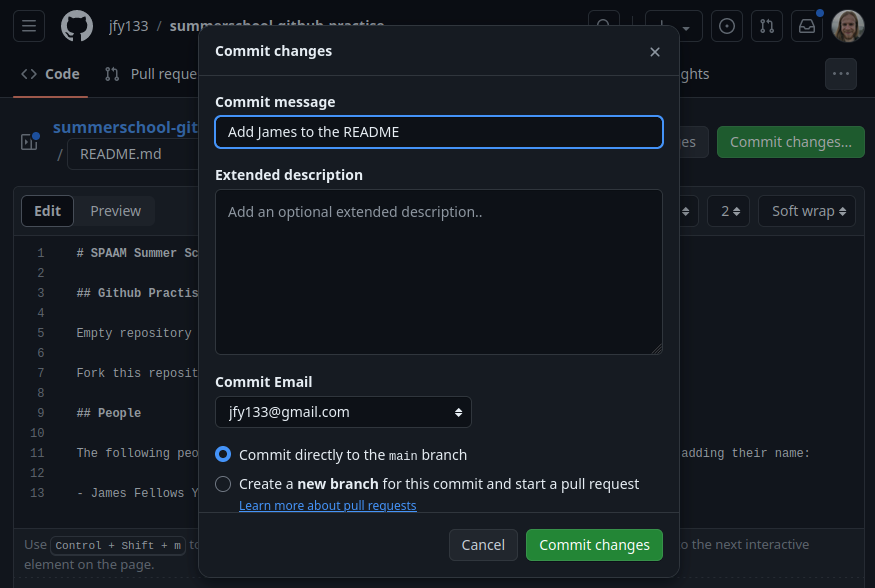 jfy133 / summerschool-github-practise
Code Pull reque ghts
summerschool-git
/ README.md es Commit changes...
Edit Preview 2 Soft wrap
1 # SPAAM Summer Sc
2
3 ## Github Practis
4
5 Empty repository
6
7 Fork this reposit
8
9 ## People
10
11 The following peo adding their name:
12
13 - James Fellows Y
Use Control + Shift + m to o the next interactive
element on the page.
Commit changes
Commit message
Add James to the README
Extended description
Add an optional extended description..
Commit Email
jfy133@gmail.com
Commit directly to the main branch
Create a new branch for this commit and start a pull request
Learn more about pull requests
Cancel Commit changes